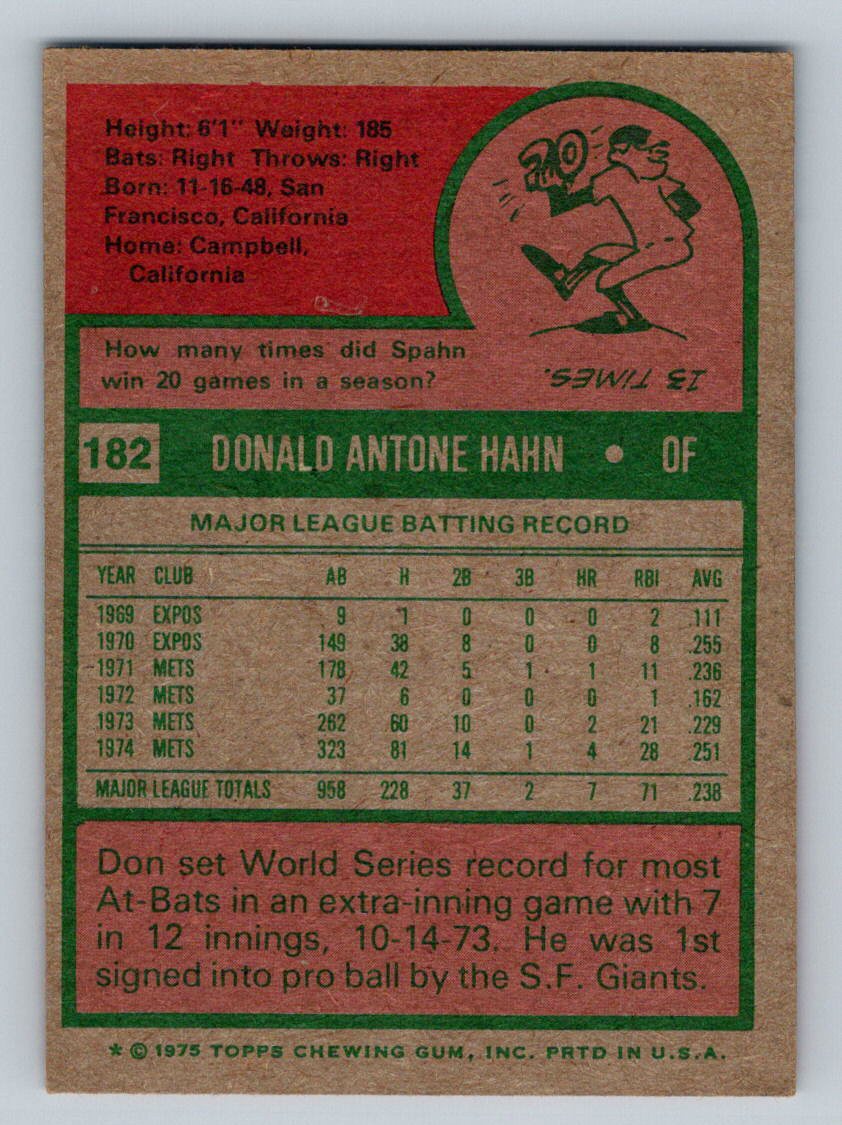 Height: 6'1" Weight: 185
Bats: Right Throws: Right
Born: 11-16-48, San
Francisco, California
Home: Campbell,
California
20
How many times did Spahn
win 20 games in a season?
13 TIMES.
182 DONALD ANTONE HAHN • OF
MAJOR LEAGUE BATTING RECORD
YEAR CLUB AB H 2B 3B HR RBI AVG
1969 EXPOS 9 1 0 0 0 2 .111
1970 EXPOS 149 38 8 0 0 8 .255
1971 METS 178 42 5 1 1 11 .236
1972 METS 37 6 0 0 0 1 .162
1973 METS 262 60 10 0 2 21 .229
1974 METS 323 81 14 1 4 28 .251
MAJOR LEAGUE TOTALS 958 228 37 2 7 71 .238
Don set World Series record for most
At-Bats in an extra-inning game with 7
in 12 innings, 10-14-73. He was 1st
signed into pro ball by the S.F. Giants.
* © 1975 TOPPS CHEWING GUM, INC. PRTD IN U.S.A.